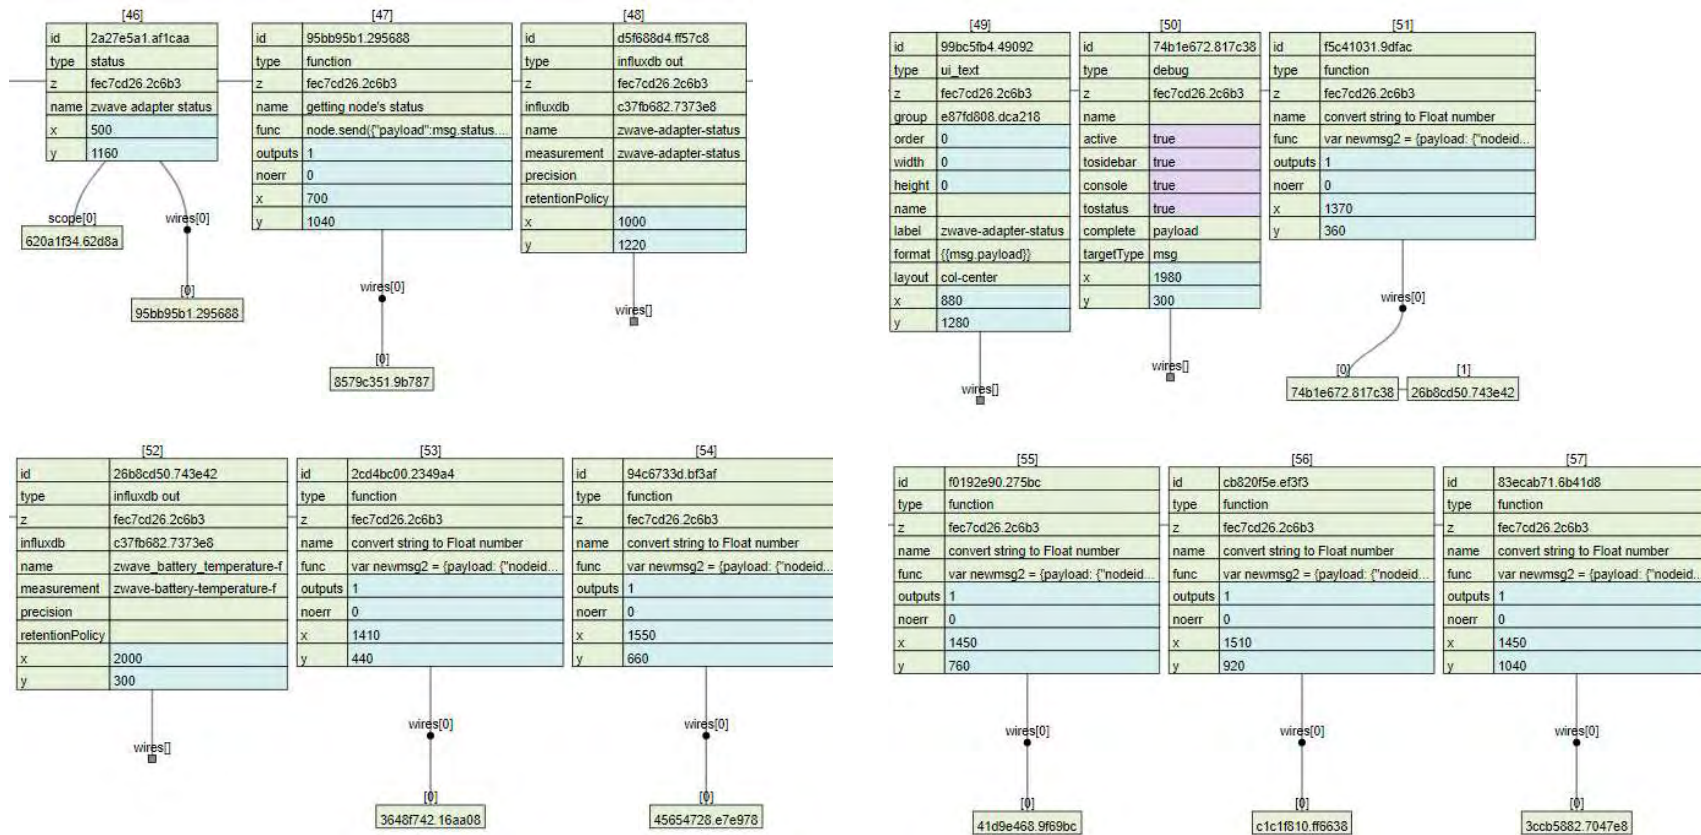 [46]
id 2a27e5a1.af1caa
type status
z fec7cd26.2c6b3
name zwave adapter status
x 500
y 1160
scope[0]
620a1f34.62d8a
wires[0]
[0]
95bb95b1.295688
[47]
id 95bb95b1.295688
type function
z fec7cd26.2c6b3
name getting node's status
func node.send({"payload":msg.status....
outputs 1
noerr 0
x 700
y 1040
wires[0]
[0]
8579c351.9b787
[48]
id d5f688d4.ff57c8
type influxdb out
z fec7cd26.2c6b3
influxdb c37fb682.7373e8
name zwave-adapter-status
measurement zwave-adapter-status
precision
retentionPolicy
x 1000
y 1220
wires[]
[49]
id 99bc5fb4.49092
type ui_text
z fec7cd26.2c6b3
group e87fd808.dca218
order 0
width 0
height 0
name
label zwave-adapter-status
format {{msg.payload}}
layout col-center
x 880
y 1280
wires[]
[50]
id 74b1e672.817c38
type debug
z fec7cd26.2c6b3
name
active true
tosidebar true
console true
tostatus true
complete payload
targetType msg
x 1980
y 300
wires[]
[51]
id f5c41031.9dfac
type function
z fec7cd26.2c6b3
name convert string to Float number
func var newmsg2 = {payload: {"nodeid...
outputs 1
noerr 0
x 1370
y 360
wires[0]
[0]
74b1e672.817c38
[1]
26b8cd50.743e42
[52]
id 26b8cd50.743e42
type influxdb out
z fec7cd26.2c6b3
influxdb c37fb682.7373e8
name zwave_battery_temperature-f
measurement zwave-battery-temperature-f
precision
retentionPolicy
x 2000
y 300
wires[]
[53]
id 2cd4bc00.2349a4
type function
z fec7cd26.2c6b3
name convert string to Float number
func var newmsg2 = {payload: {"nodeid...
outputs 1
noerr 0
x 1410
y 440
wires[0]
[0]
3648f742.16aa08
[54]
id 94c6733d.bf3af
type function
z fec7cd26.2c6b3
name convert string to Float number
func var newmsg2 = {payload: {"nodeid...
outputs 1
noerr 0
x 1550
y 660
wires[0]
[0]
45654728.e7e978
[55]
id f0192e90.275bc
type function
z fec7cd26.2c6b3
name convert string to Float number
func var newmsg2 = {payload: {"nodeid...
outputs 1
noerr 0
x 1450
y 760
wires[0]
[0]
41d9e468.9f69bc
[56]
id cb820f5e.ef3f3
type function
z fec7cd26.2c6b3
name convert string to Float number
func var newmsg2 = {payload: {"nodeid...
outputs 1
noerr 0
x 1510
y 920
wires[0]
[0]
c1c1f810.ff6638
[57]
id 83ecab71.6b41d8
type function
z fec7cd26.2c6b3
name convert string to Float number
func var newmsg2 = {payload: {"nodeid...
outputs 1
noerr 0
x 1450
y 1040
wires[0]
[0]
3ccb5882.7047e8